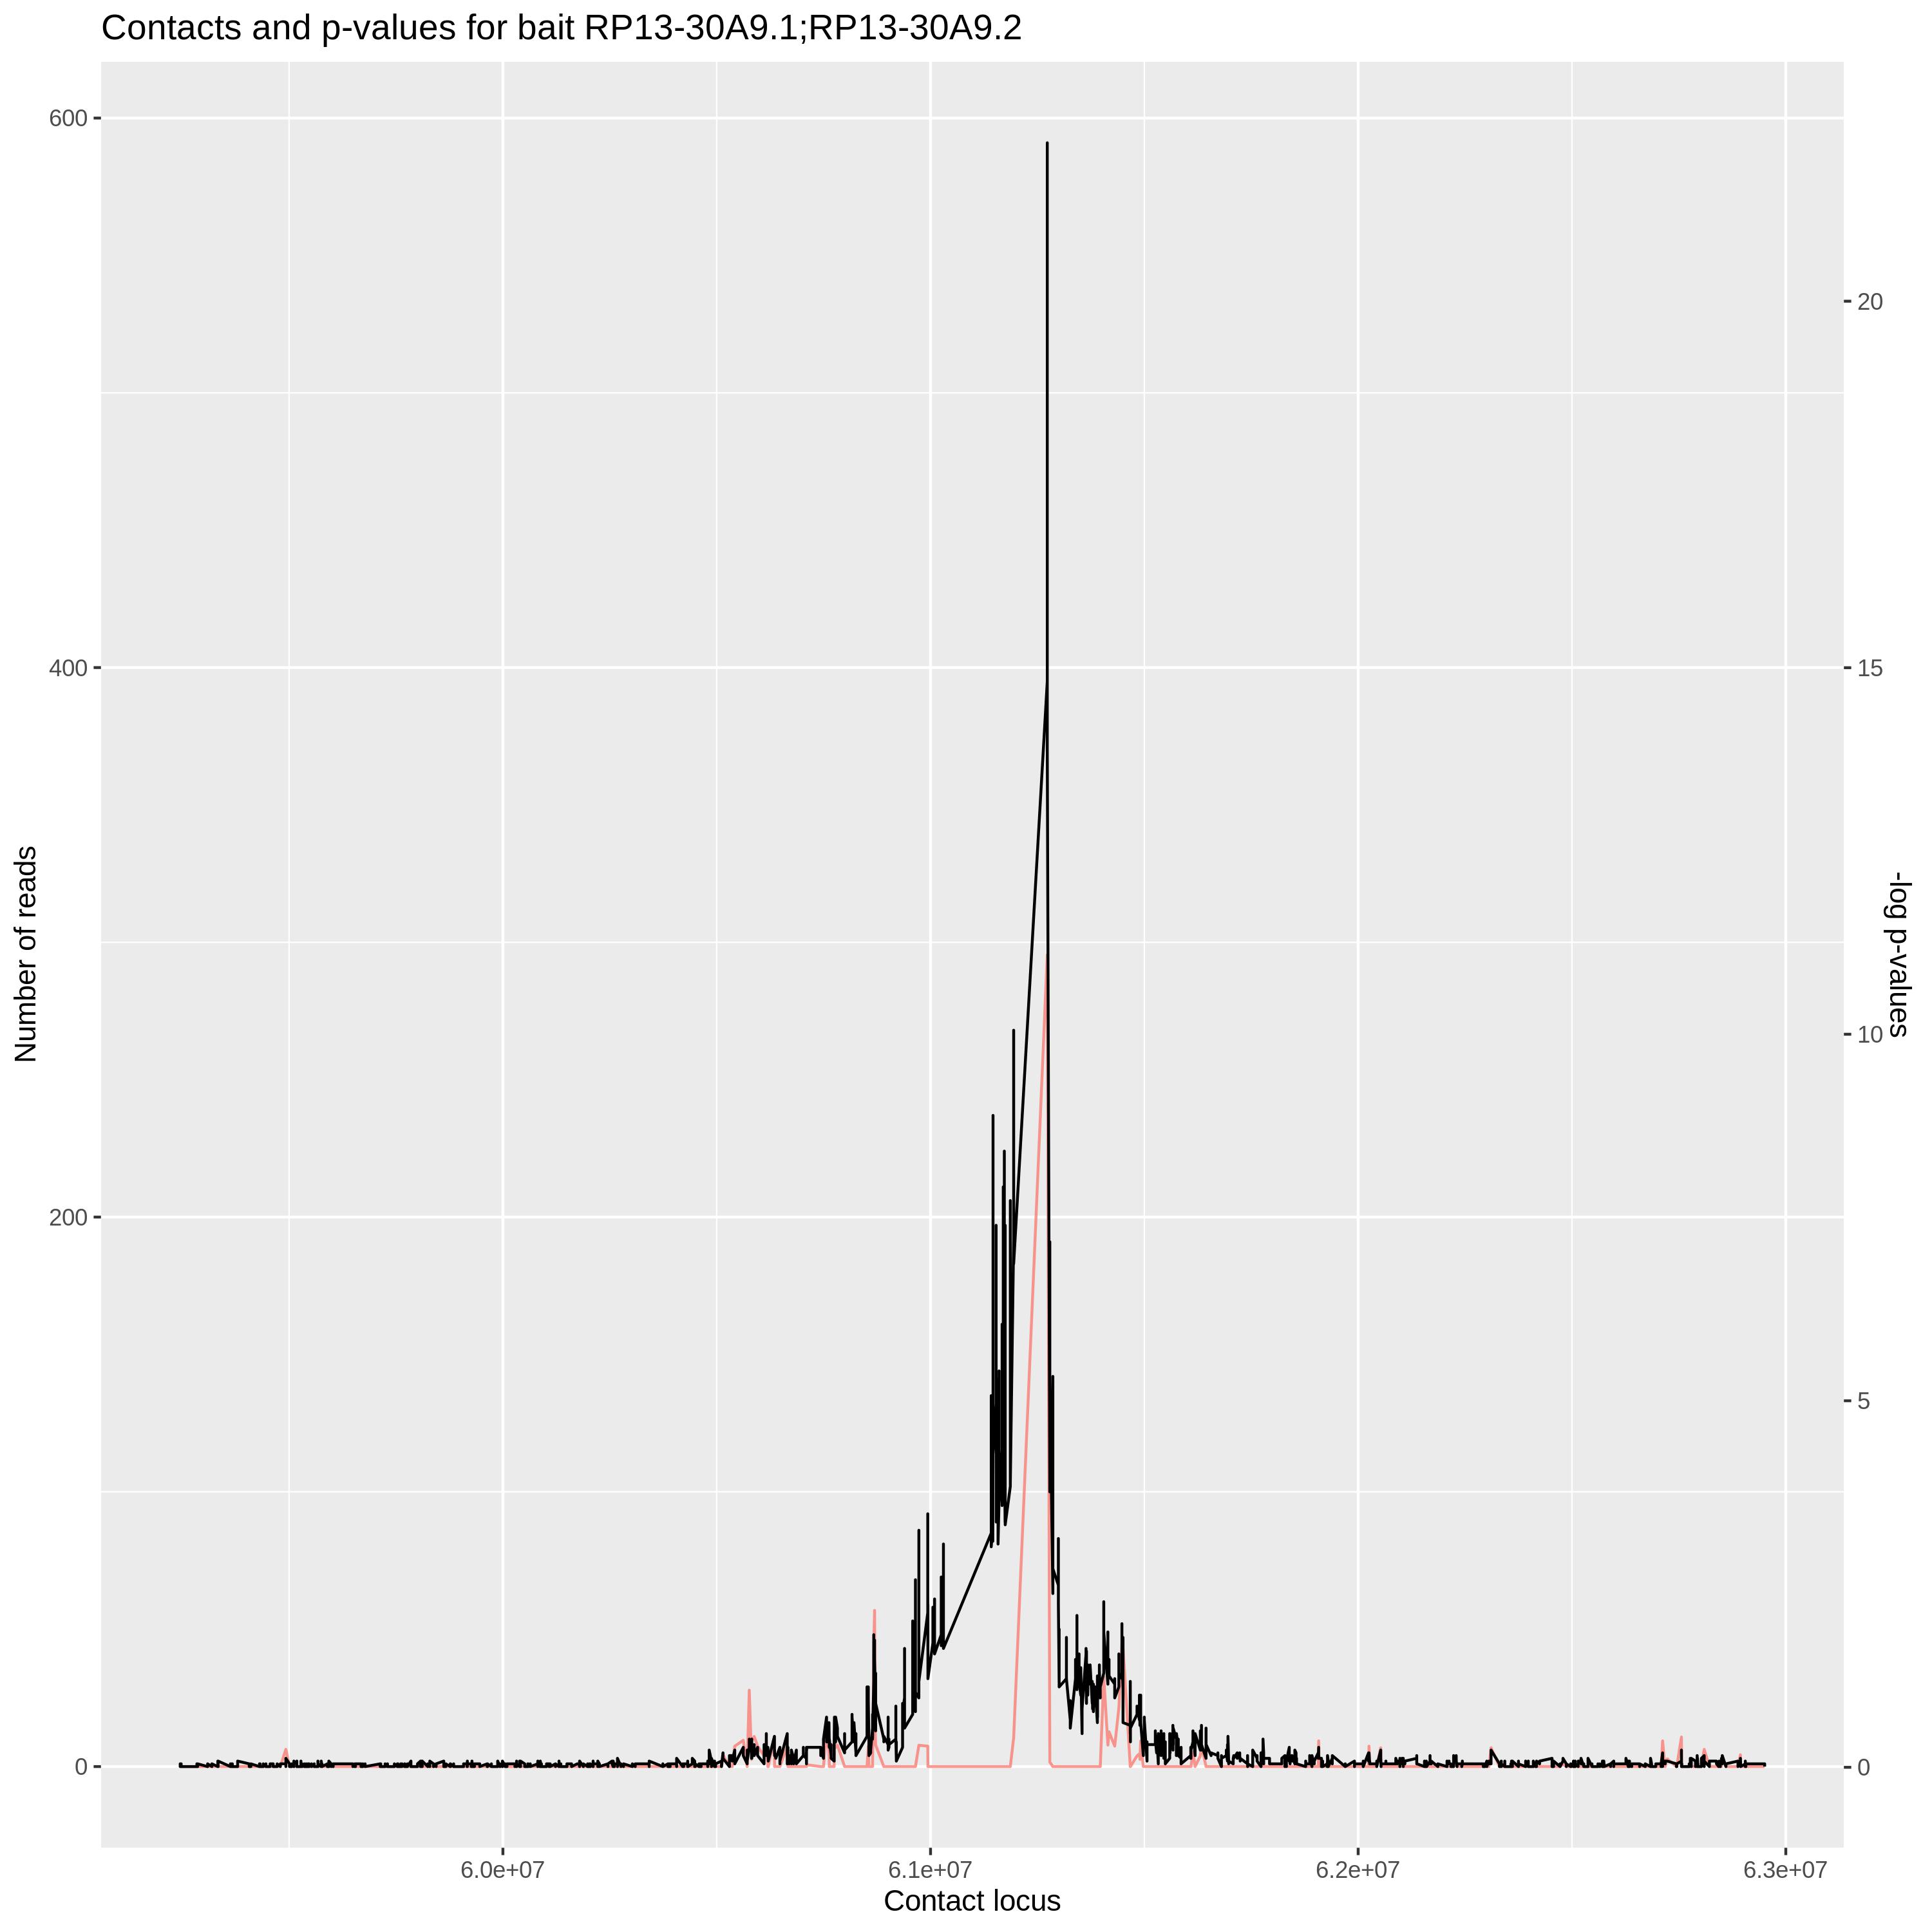 Contacts and p-values for bait RP13-30A9.1;RP13-30A9.2
600
400
200
0
Number of reads
20
15
10
5
0
-log p-values
6.0e+07
6.1e+07
6.2e+07
6.3e+07
Contact locus